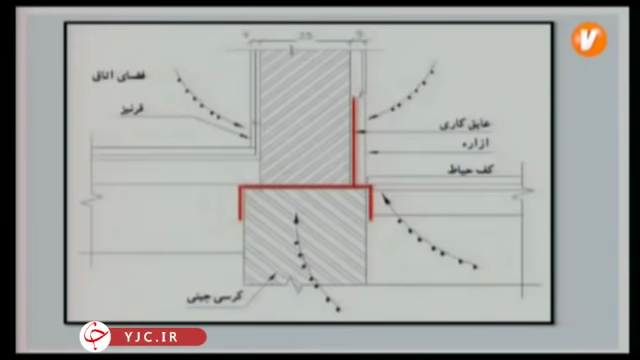 فضای اتاق
قرنیز
عایق کاری
ازاره
کف حیاط
کرسی چینی
YJC.IR